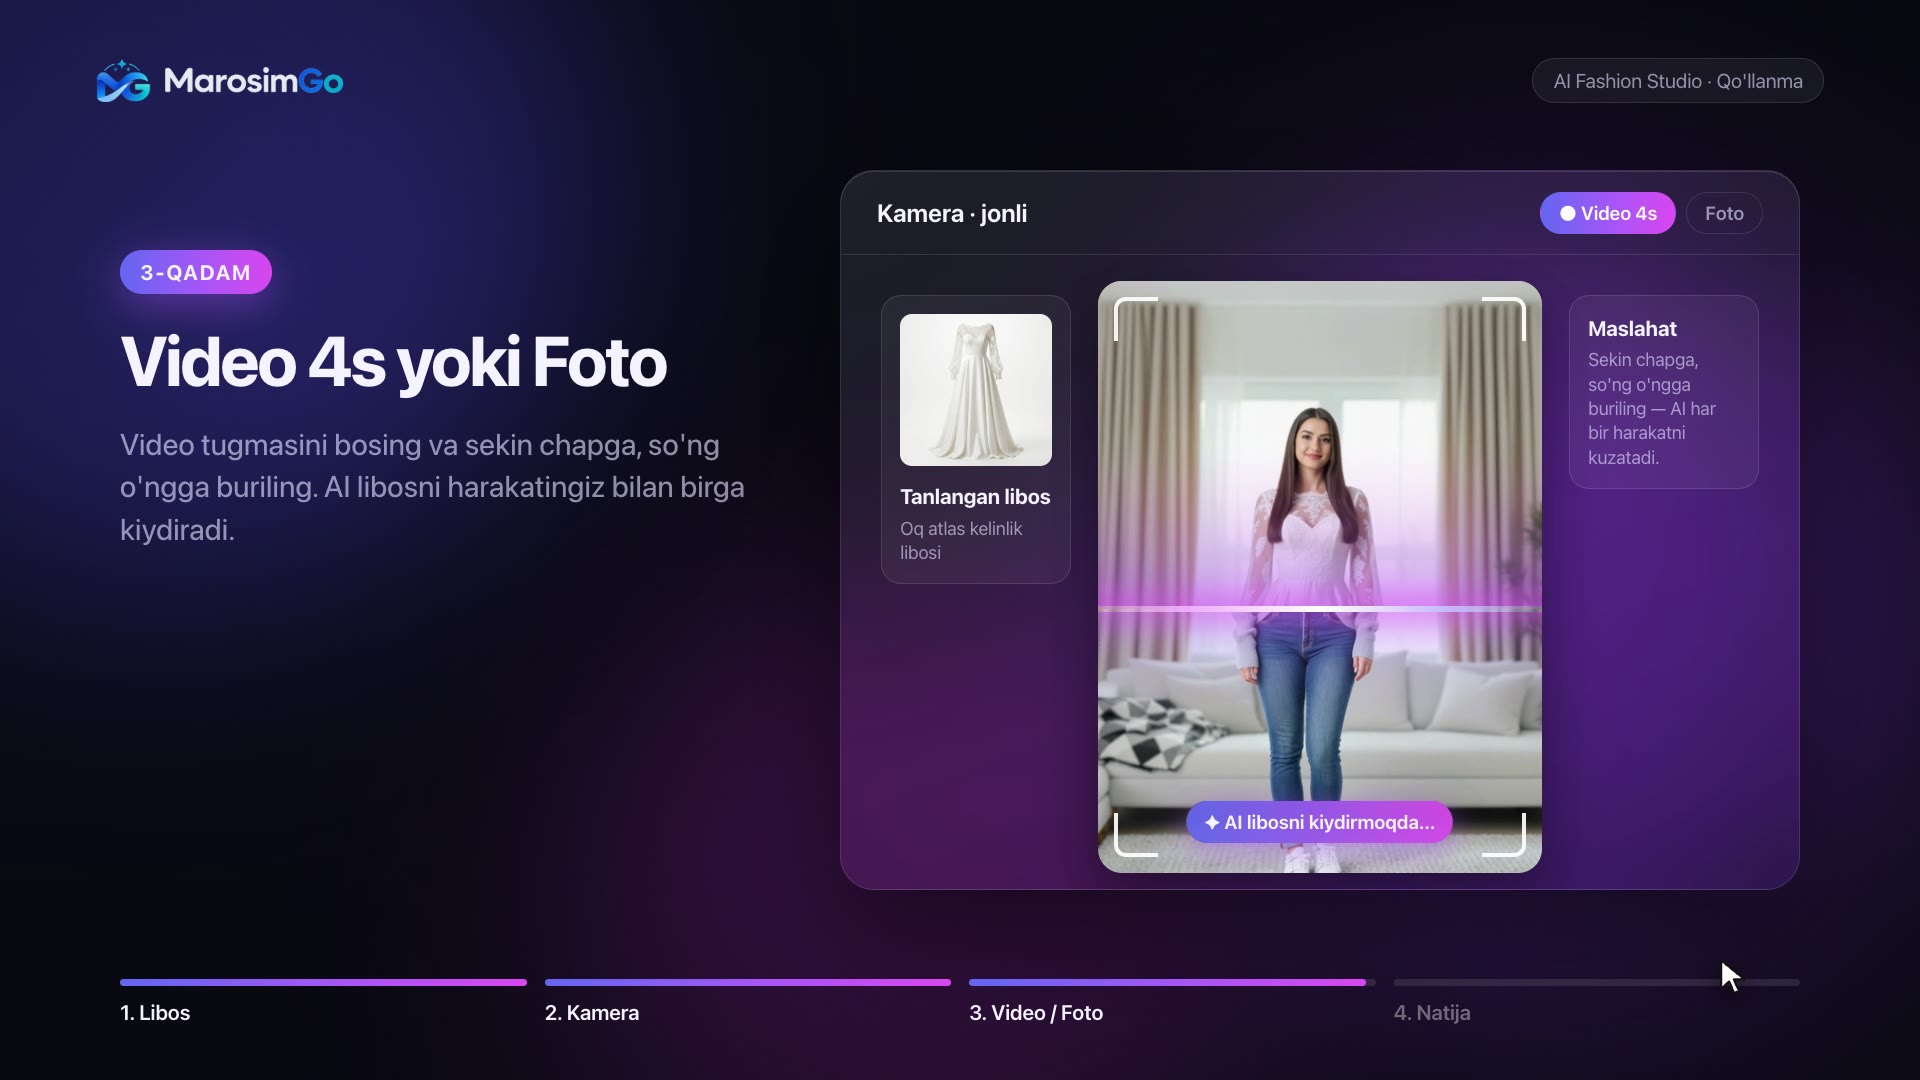 MarosimGo
AI Fashion Studio · Qo'llanma
3-QADAM
Video 4s yoki Foto
Video tugmasini bosing va sekin chapga, so'ng
o'ngga buriling. AI libosni harakatingiz bilan birga
kiydiradi.
Kamera · jonli
Video 4s
Foto
Tanlangan libos
Oq atlas kelinlik
libosi
Maslahat
Sekin chapga,
so'ng o'ngga
buriling — AI har
bir harakatni
kuzatadi.
✦ AI libosni kiydirmoqda...
1. Libos
2. Kamera
3. Video / Foto
4. Natija